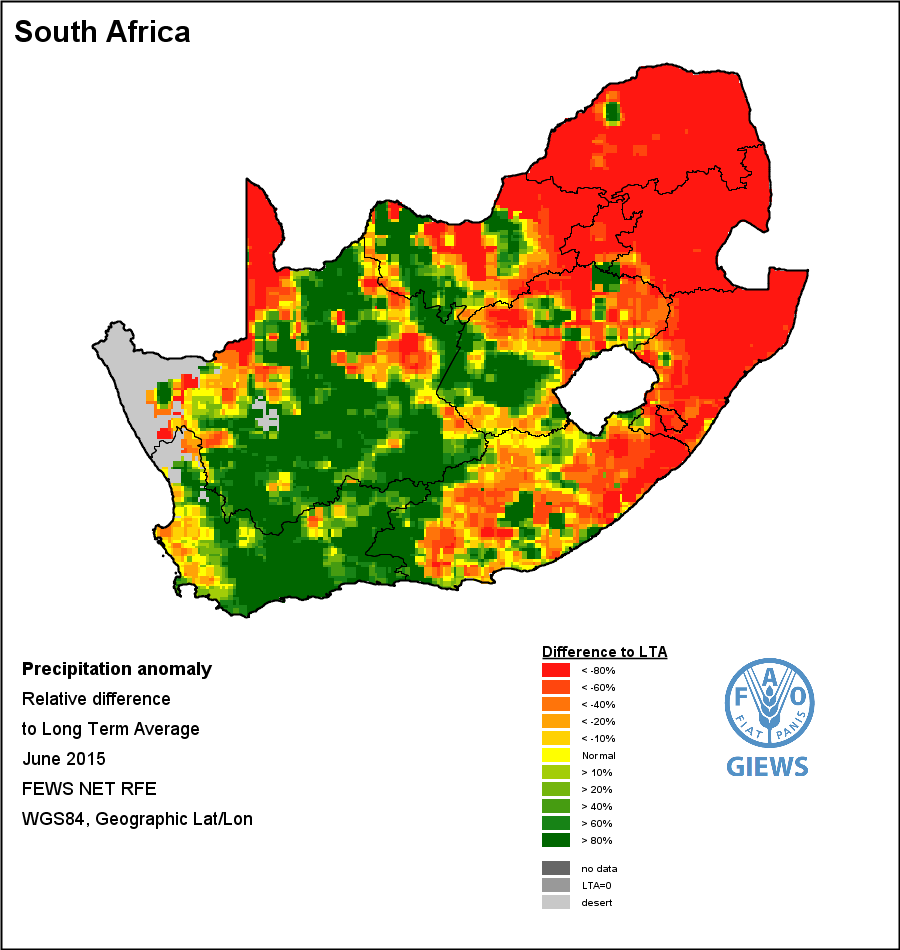 South Africa
Precipitation anomaly
Relative difference
to Long Term Average
June 2015
FEWS NET RFE
WGS84, Geographic Lat/Lon
Difference to LTA
< -80%
< -60%
< -40%
< -20%
< -10%
Normal
> 10%
> 20%
> 40%
> 60%
> 80%
no data
LTA=0
desert
F A O
FIAT PANIS
GIEWS